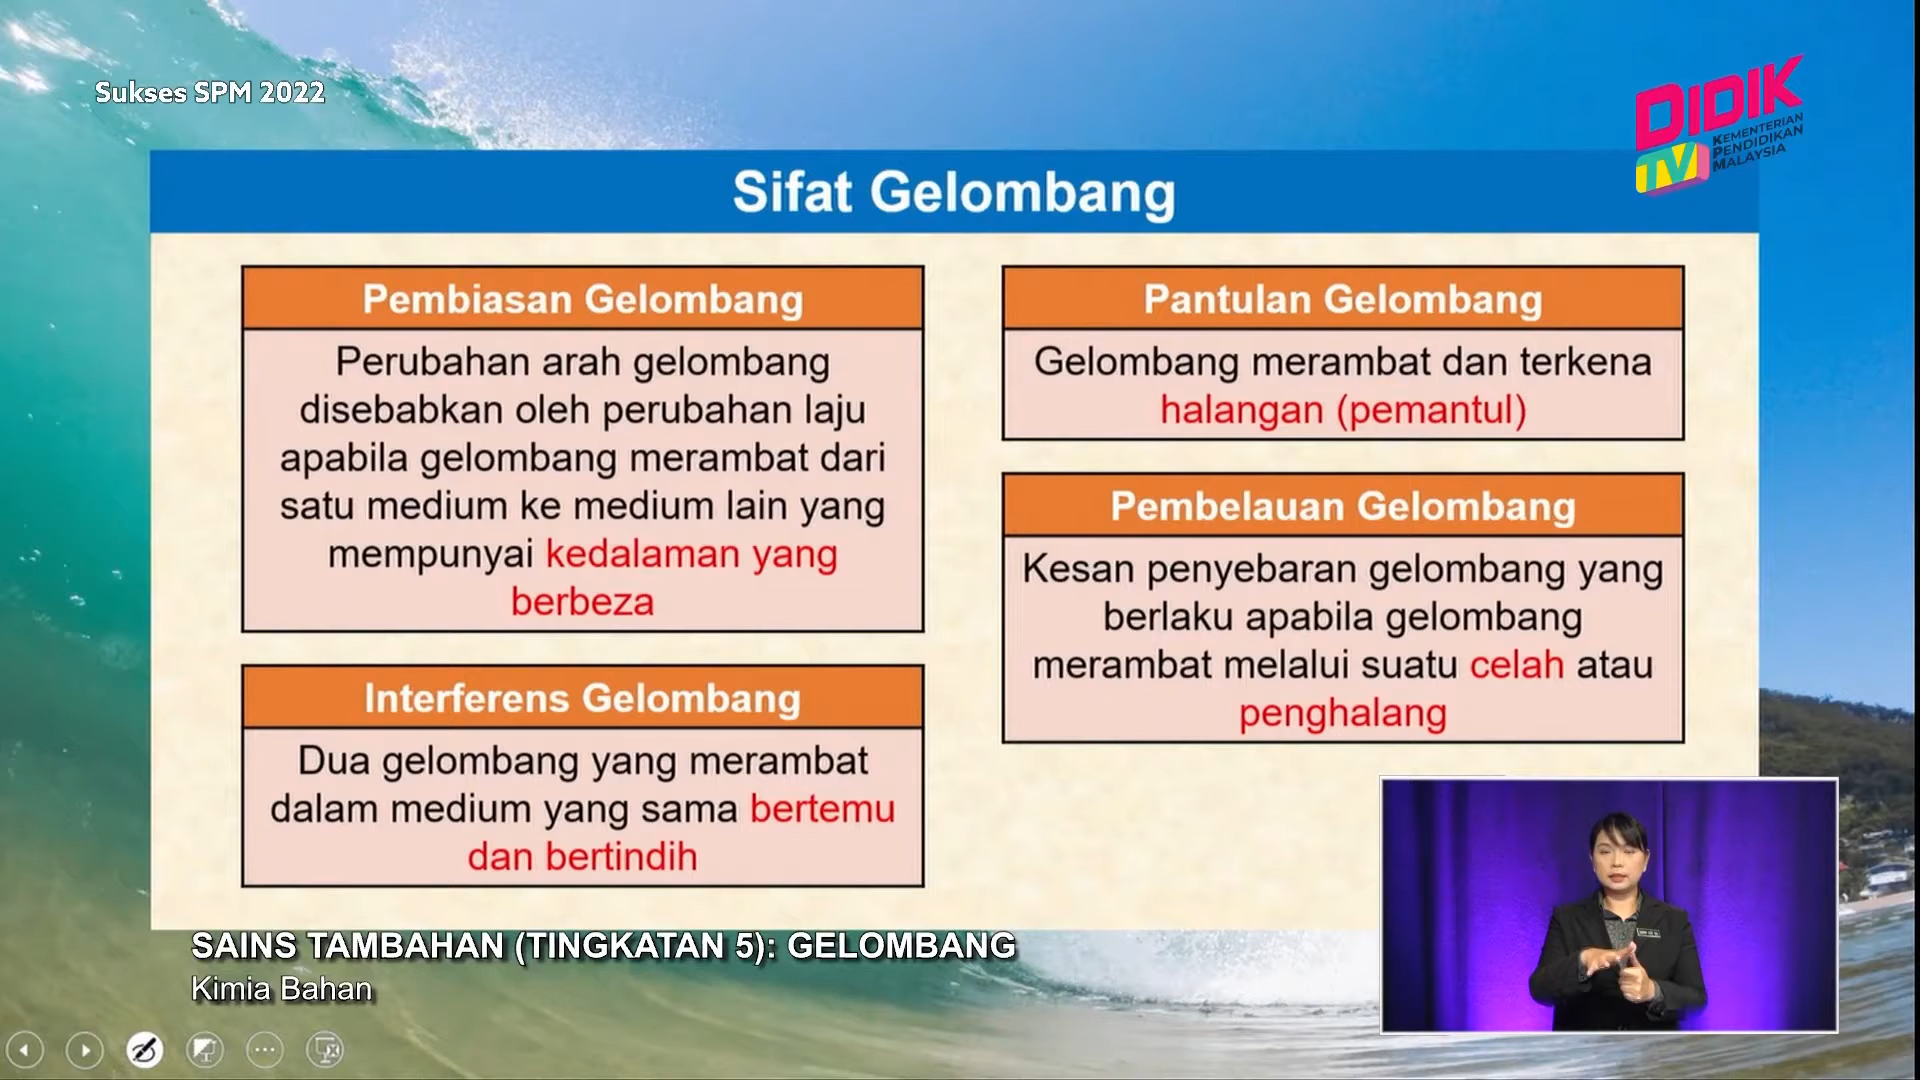 Sukses SPM 2022
DIDIK
TV
KEMENTERIAN
PENDIDIKAN
MALAYSIA
Sifat Gelombang
Pembiasan Gelombang
Perubahan arah gelombang
disebabkan oleh perubahan laju
apabila gelombang merambat dari
satu medium ke medium lain yang
mempunyai kedalaman yang
berbeza
Interferens Gelombang
Dua gelombang yang merambat
dalam medium yang sama bertemu
dan bertindih
Pantulan Gelombang
Gelombang merambat dan terkena
halangan (pemantul)
Pembelauan Gelombang
Kesan penyebaran gelombang yang
berlaku apabila gelombang
merambat melalui suatu celah atau
penghalang
SAINS TAMBAHAN (TINGKATAN 5): GELOMBANG
Kimia Bahan